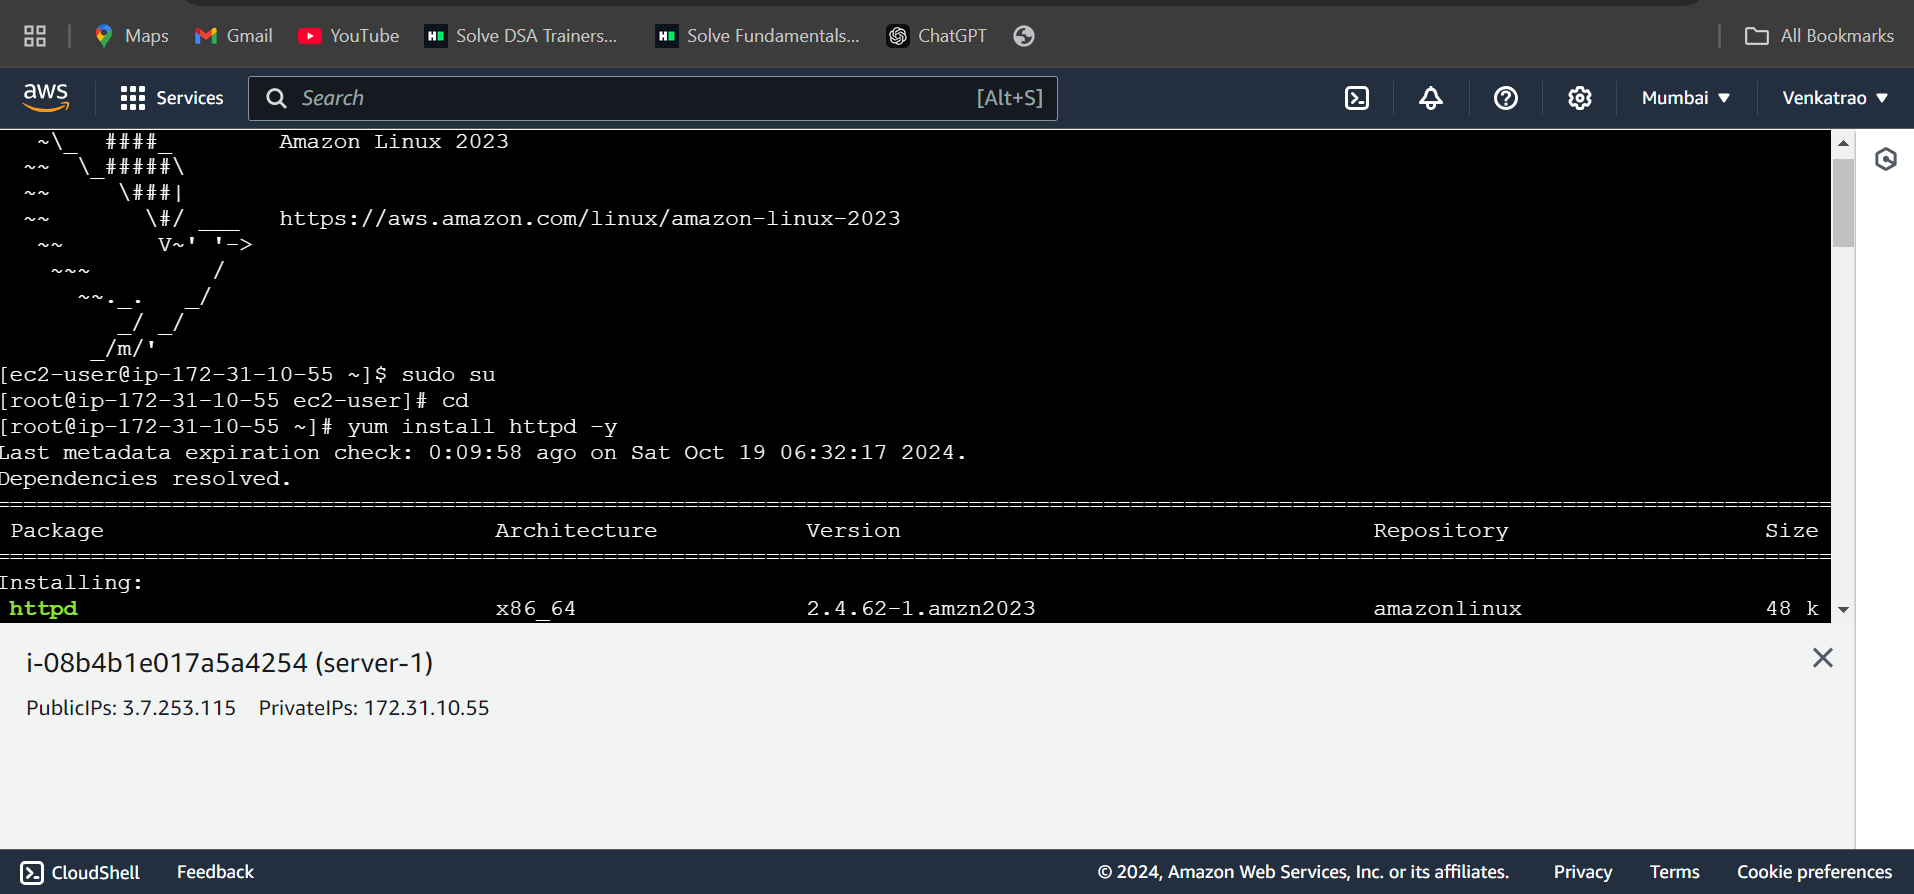 Maps Gmail YouTube Solve DSA Trainers... Solve Fundamentals... ChatGPT All Bookmarks
aws Services Search [Alt+S] Mumbai Venkatrao
~\_ ####_ Amazon Linux 2023
~~ \_#####\
~~ \###|
~~ \#/ ___ https://aws.amazon.com/linux/amazon-linux-2023
~~ V~' '->
~~~ /
~~._. _/
_/ _/
_/m/'
[ec2-user@ip-172-31-10-55 ~]$ sudo su
[root@ip-172-31-10-55 ec2-user]# cd
[root@ip-172-31-10-55 ~]# yum install httpd -y
Last metadata expiration check: 0:09:58 ago on Sat Oct 19 06:32:17 2024.
Dependencies resolved.
Package Architecture Version Repository Size
Installing:
httpd x86_64 2.4.62-1.amzn2023 amazonlinux 48 k
i-08b4b1e017a5a4254 (server-1)
PublicIPs: 3.7.253.115 PrivateIPs: 172.31.10.55
CloudShell Feedback © 2024, Amazon Web Services, Inc. or its affiliates. Privacy Terms Cookie preferences